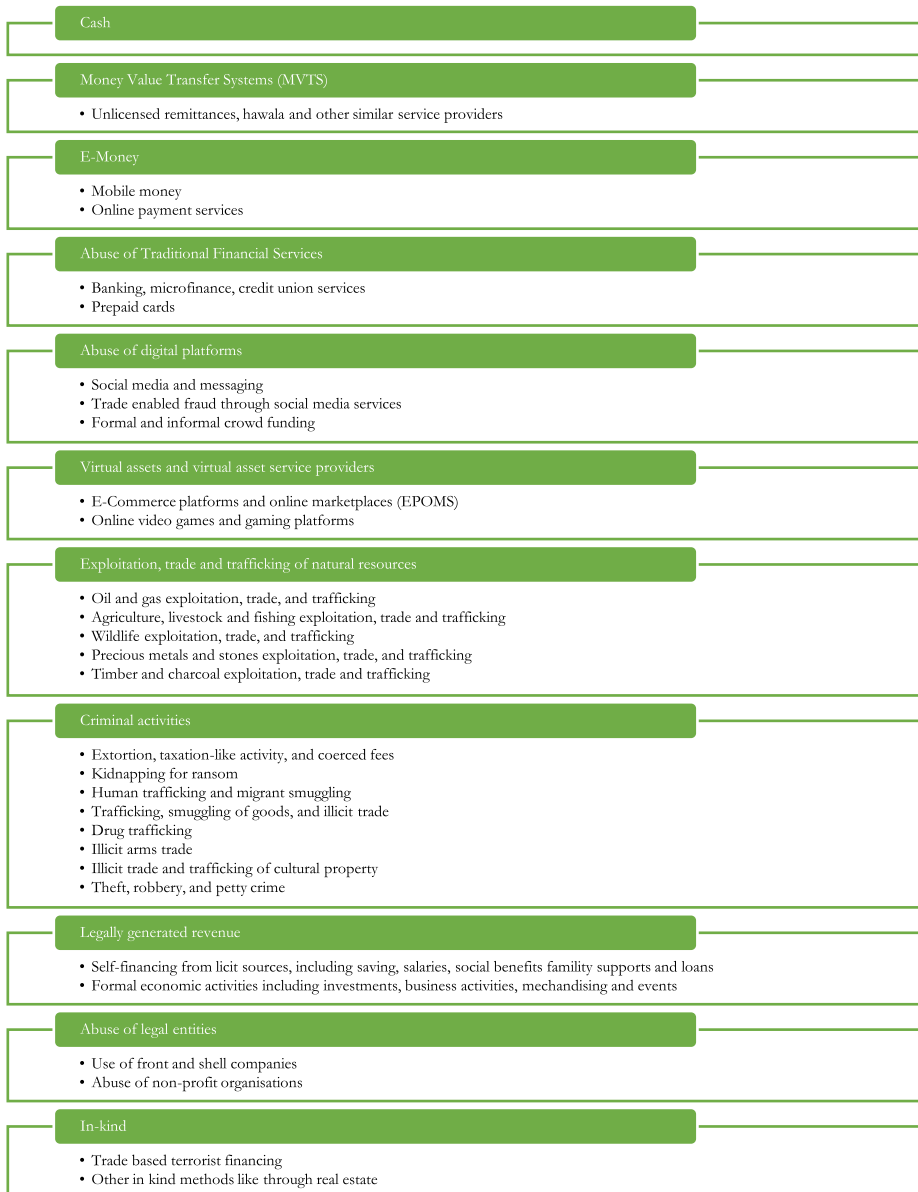 Cash
Money Value Transfer Systems (MVTS)
• Unlicensed remittances, hawala and other similar service providers
E-Money
• Mobile money
• Online payment services
Abuse of Traditional Financial Services
• Banking, microfinance, credit union services
• Prepaid cards
Abuse of digital platforms
• Social media and messaging
• Trade enabled fraud through social media services
• Formal and informal crowd funding
Virtual assets and virtual asset service providers
• E-Commerce platforms and online marketplaces (EPOMS)
• Online video games and gaming platforms
Exploitation, trade and trafficking of natural resources
• Oil and gas exploitation, trade, and trafficking
• Agriculture, livestock and fishing exploitation, trade and trafficking
• Wildlife exploitation, trade, and trafficking
• Precious metals and stones exploitation, trade, and trafficking
• Timber and charcoal exploitation, trade and trafficking
Criminal activities
• Extortion, taxation-like activity, and coerced fees
• Kidnapping for ransom
• Human trafficking and migrant smuggling
• Trafficking, smuggling of goods, and illicit trade
• Drug trafficking
• Illicit arms trade
• Illicit trade and trafficking of cultural property
• Theft, robbery, and petty crime
Legally generated revenue
• Self-financing from licit sources, including saving, salaries, social benefits famility supports and loans
• Formal economic activities including investments, business activities, mechandising and events
Abuse of legal entities
• Use of front and shell companies
• Abuse of non-profit organisations
In-kind
• Trade based terrorist financing
• Other in kind methods like through real estate